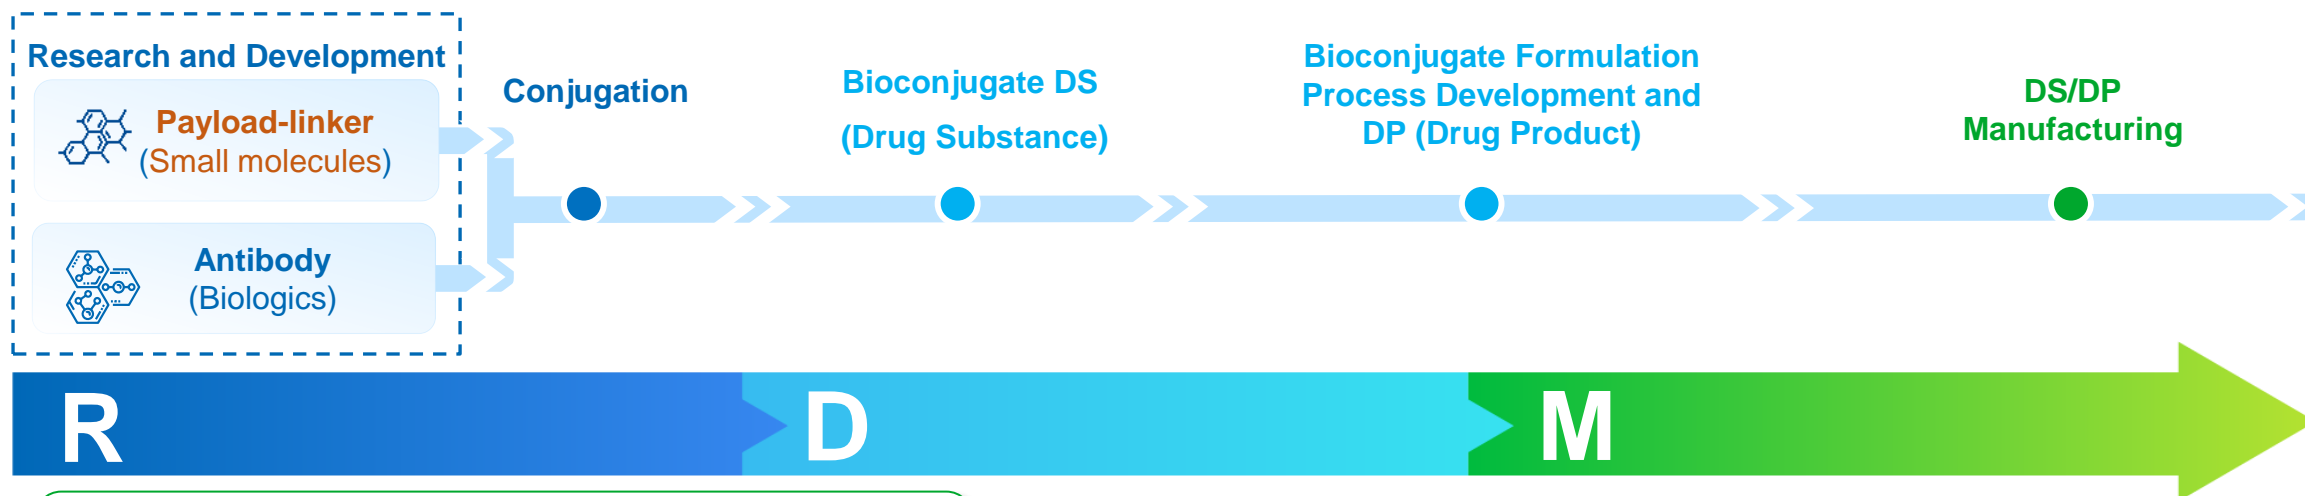 Research and Development
Payload-linker
(Small molecules)
Antibody
(Biologics)
Conjugation
Bioconjugate DS
(Drug Substance)
Bioconjugate Formulation
Process Development and
DP (Drug Product)
DS/DP
Manufacturing
R
D
M